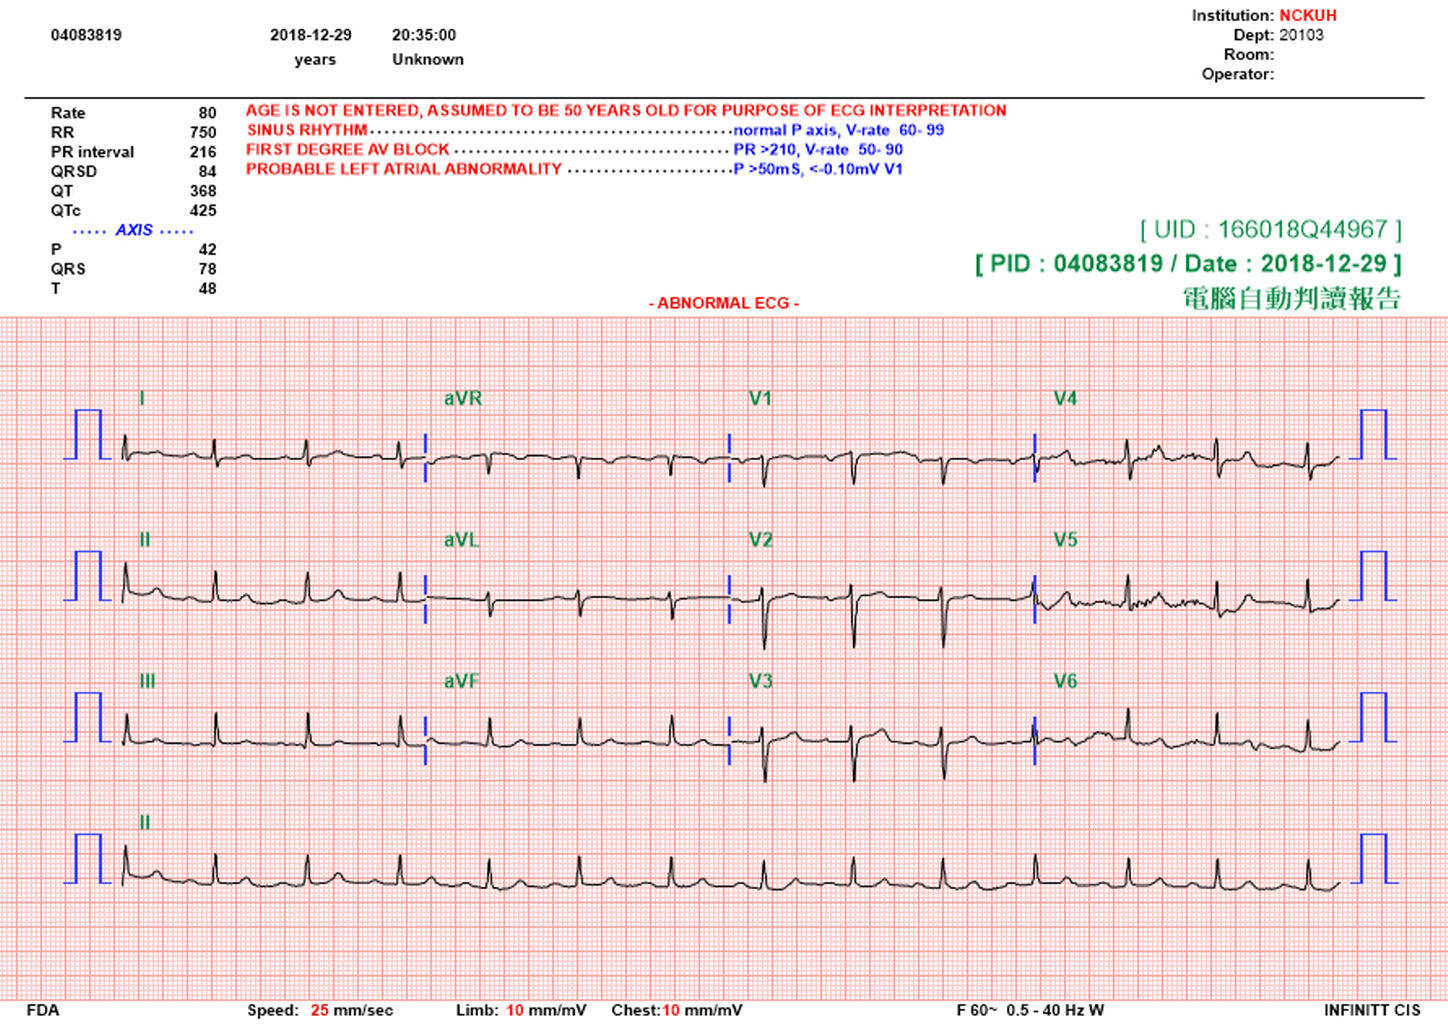 Institution: NCKUH
04083819 2018-12-29 20:35:00 Dept: 20103
years Unknown Room:
Operator:
Rate 80 AGE IS NOT ENTERED, ASSUMED TO BE 50 YEARS OLD FOR PURPOSE OF ECG INTERPRETATION
RR 750 SINUS RHYTHM normal P axis, V-rate 60- 99
PR interval 216 FIRST DEGREE AV BLOCK PR >210, V-rate 50- 90
QRSD 84 PROBABLE LEFT ATRIAL ABNORMALITY P >50mS, <-0.10mV V1
QT 368
QTc 425
AXIS
[ UID : 166018Q44967 ]
P 42
[ PID : 04083819 / Date : 2018-12-29 ]
QRS 78
T 48
電腦自動判讀報告
- ABNORMAL ECG -
I aVR V1 V4
II aVL V2 V5
III aVF V3 V6
II
FDA Speed: 25 mm/sec Limb: 10 mm/mV Chest:10 mm/mV F 60~ 0.5 - 40 Hz W INFINITT CIS